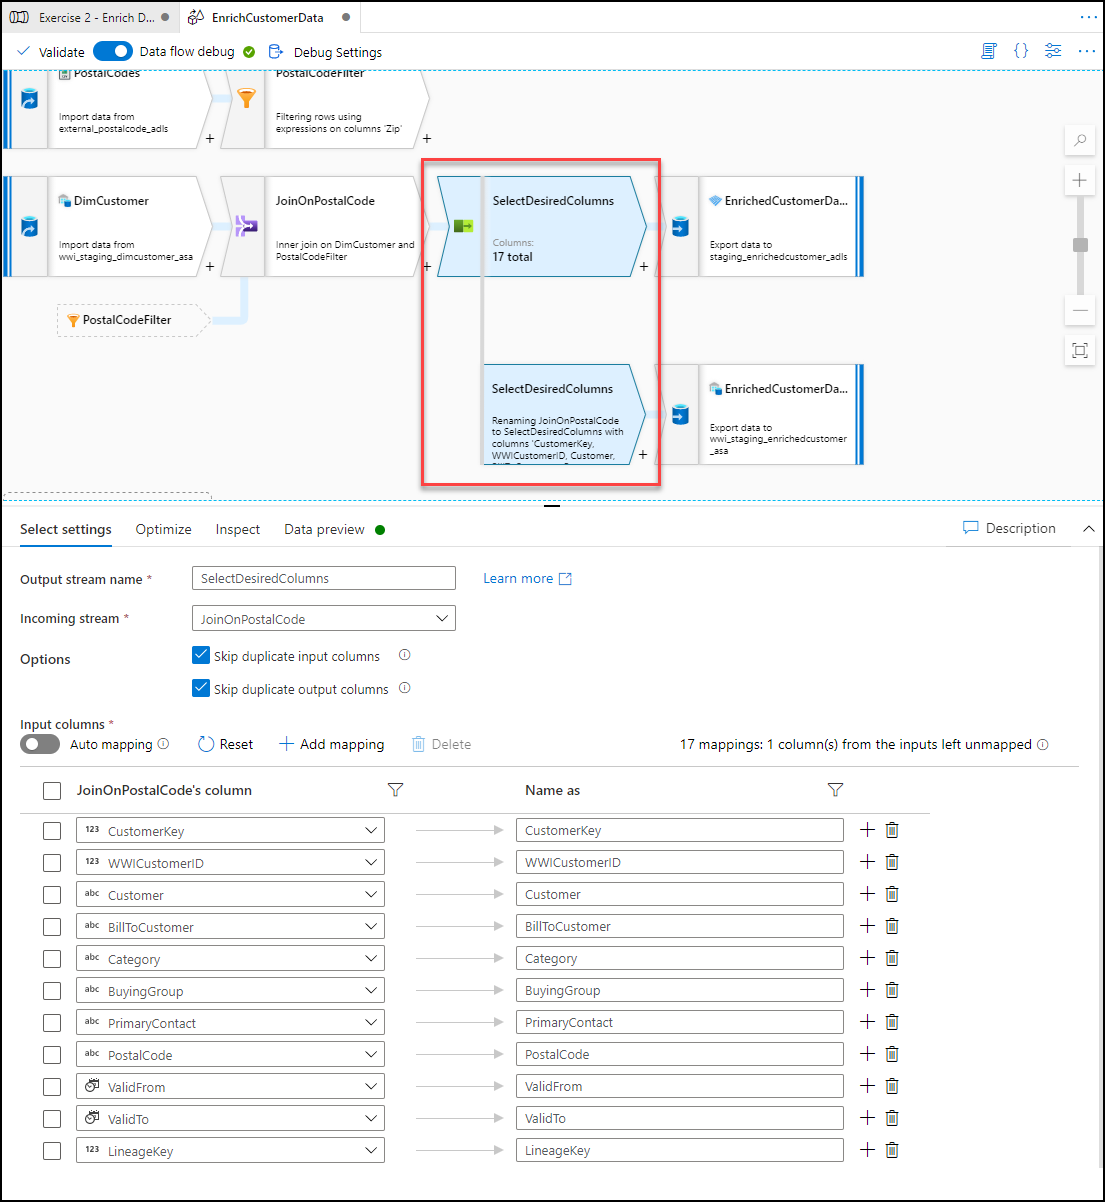 Exercise 2 - Enrich D...
EnrichCustomerData
Validate
Data flow debug
Debug Settings
PostalCodes
Import data from
external_postalcode_adls
PostalCodeFilter
Filtering rows using
expressions on columns 'Zip'
DimCustomer
Import data from
wwi_staging_dimcustomer_asa
JoinOnPostalCode
Inner join on DimCustomer and
PostalCodeFilter
SelectDesiredColumns
Columns:
17 total
EnrichedCustomerDa...
Export data to
staging_enrichedcustomer_adls
PostalCodeFilter
SelectDesiredColumns
Renaming JoinOnPostalCode
to SelectDesiredColumns with
columns 'CustomerKey,
WWICustomerID, Customer,
EnrichedCustomerDa...
Export data to
wwi_staging_enrichedcustomer
_asa
Select settings
Optimize
Inspect
Data preview
Description
Output stream name *
SelectDesiredColumns
Learn more
Incoming stream *
JoinOnPostalCode
Options
Skip duplicate input columns
Skip duplicate output columns
Input columns *
Auto mapping
Reset
Add mapping
Delete
17 mappings: 1 column(s) from the inputs left unmapped
JoinOnPostalCode's column
Name as
123 CustomerKey
CustomerKey
123 WWICustomerID
WWICustomerID
abc Customer
Customer
abc BillToCustomer
BillToCustomer
abc Category
Category
abc BuyingGroup
BuyingGroup
abc PrimaryContact
PrimaryContact
abc PostalCode
PostalCode
ValidFrom
ValidFrom
ValidTo
ValidTo
123 LineageKey
LineageKey